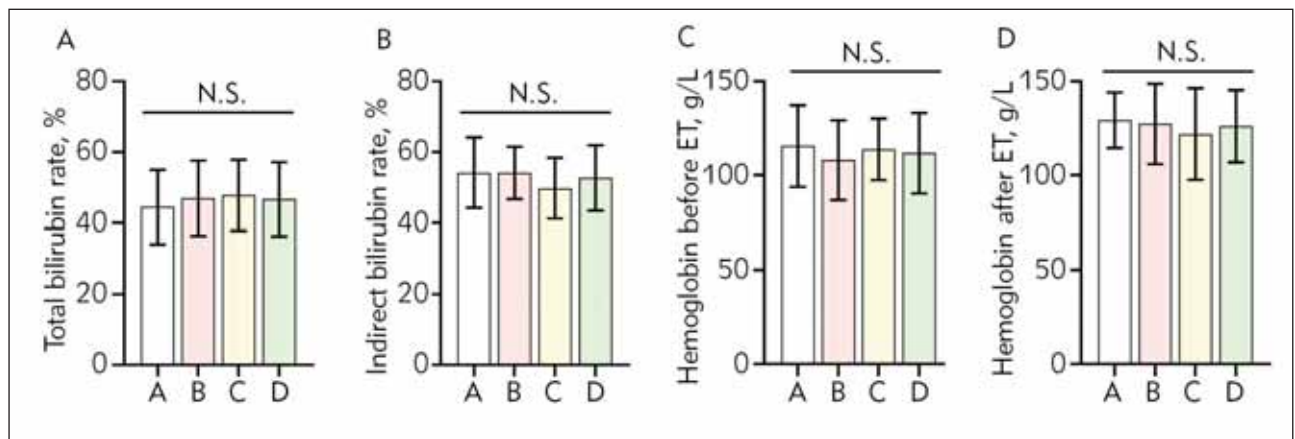 A
Total bilirubin rate, %
80
60
40
20
0
N.S.
A B C D
B
Indirect bilirubin rate, %
80
60
40
20
0
N.S.
A B C D
C
Hemoglobin before ET, g/L
150
100
50
0
N.S.
A B C D
D
Hemoglobin after ET, g/L
150
100
50
0
N.S.
A B C D